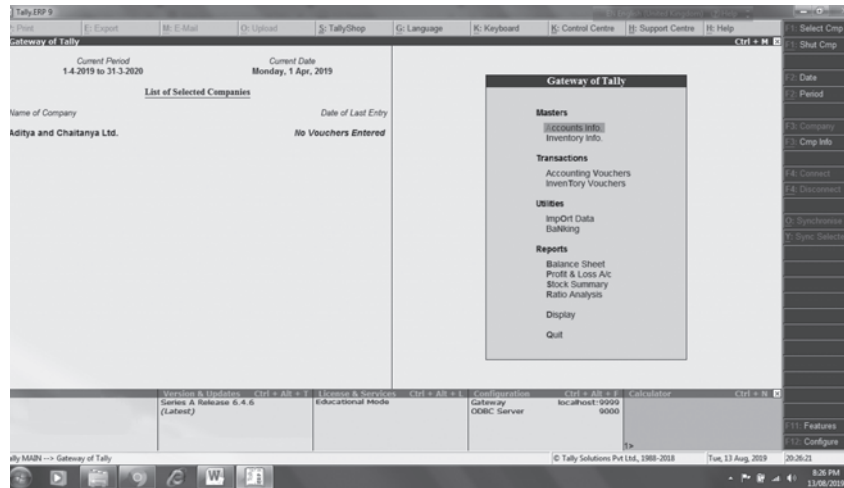 Tally.ERP 9
Print E: Export M: E-Mail O: Upload S: TallyShop G: Language K: Keyboard K: Control Centre H: Support Centre H: Help F1: Select Cmp
Gateway of Tally Ctrl + M F1: Shut Cmp
Current Period Current Date
1-4-2019 to 31-3-2020 Monday, 1 Apr, 2019
List of Selected Companies
Name of Company Date of Last Entry
Aditya and Chaitanya Ltd. No Vouchers Entered
Gateway of Tally
Masters
Accounts Info.
Inventory Info.
Transactions
Accounting Vouchers
InvenTory Vouchers
Utilities
ImpOrt Data
BaNking
Reports
Balance Sheet
Profit & Loss A/c
Stock Summary
Ratio Analysis
Display
Quit
F2: Date
F2: Period
F3: Company
F3: Cmp Info
F4: Connect
F4: Disconnect
O: Synchronise
Y: Sync Selecte
F11: Features
F12: Configure
Version & Updates Ctrl + Alt + T License & Services Ctrl + Alt + L Configuration Ctrl + Alt + F Calculator Ctrl + N
Series A Release 6.4.6 Educational Mode Gateway localhost:9999
(Latest) ODBC Server 9000
1>
Tally MAIN --> Gateway of Tally © Tally Solutions Pvt Ltd., 1988-2018 Tue, 13 Aug, 2019 20:26:21
8:26 PM
13/08/2019